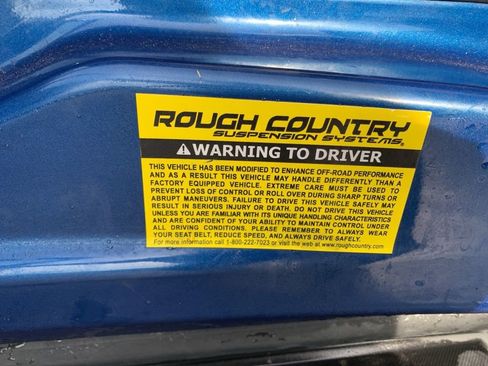 ROUGH COUNTRY
SUSPENSION SYSTEMS®
WARNING TO DRIVER
THIS VEHICLE HAS BEEN MODIFIED TO ENHANCE OFF-ROAD PERFORMANCE
AND AS A RESULT THIS VEHICLE MAY HANDLE DIFFERENTLY THAN A
FACTORY EQUIPPED VEHICLE. EXTREME CARE MUST BE USED TO
PREVENT LOSS OF CONTROL OR ROLL OVER DURING SHARP TURNS OR
ABRUPT MANEUVERS. FAILURE TO DRIVE THIS VEHICLE SAFELY MAY
RESULT IN SERIOUS INJURY OR DEATH. DO NOT DRIVE THIS VEHICLE
UNLESS YOU ARE FAMILIAR WITH ITS UNIQUE HANDLING CHARACTERISTICS
AND ARE CONFIDENT OF YOUR ABILITY TO MAINTAIN CONTROL UNDER
ALL DRIVING CONDITIONS. PLEASE REMEMBER TO ALWAYS WEAR
YOUR SEAT BELT, REDUCE SPEED, AND ALWAYS DRIVE SAFELY.
For more information call 1-800-222-7023 or visit the web at www.roughcountry.com.